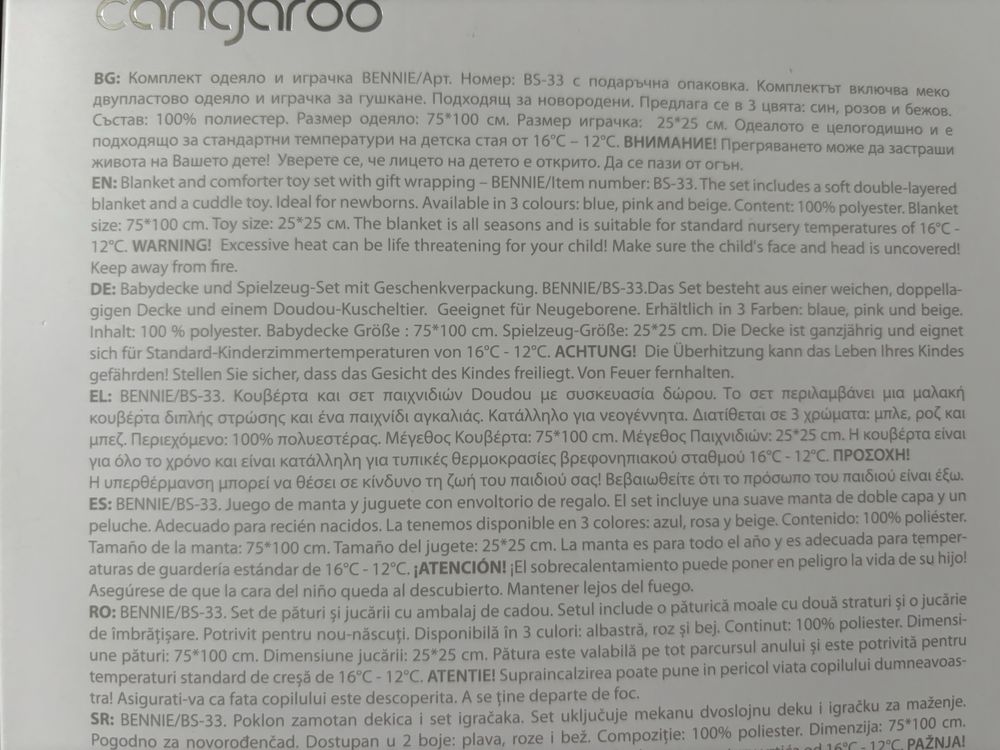 cangaroo
BG: Комплект одеяло и играчка BENNIE/Арт. Номер: BS-33 с подаръчна опаковка. Комплектът включва меко
двупластово одеяло и играчка за гушкане. Подходящ за новородени. Предлага се в 3 цвята: син, розов и бежов.
Състав: 100% полиестер. Размер одеяло: 75*100 см. Размер играчка: 25*25 см. Одеалото е целогодишно и е
подходящо за стандартни температури на детска стая от 16°C – 12°C. ВНИМАНИЕ! Прегряването може да застраши
живота на Вашето дете! Уверете се, че лицето на детето е открито. Да се пази от огън.
EN: Blanket and comforter toy set with gift wrapping – BENNIE/Item number: BS-33. The set includes a soft double-layered
blanket and a cuddle toy. Ideal for newborns. Available in 3 colours: blue, pink and beige. Content: 100% polyester. Blanket
size: 75*100 cm. Toy size: 25*25 см. The blanket is all seasons and is suitable for standard nursery temperatures of 16°C -
12°C. WARNING! Excessive heat can be life threatening for your child! Make sure the child's face and head is uncovered!
Keep away from fire.
DE: Babydecke und Spielzeug-Set mit Geschenkverpackung. BENNIE/BS-33.Das Set besteht aus einer weichen, doppella-
gigen Decke und einem Doudou-Kuscheltier. Geeignet für Neugeborene. Erhältlich in 3 Farben: blaue, pink und beige.
Inhalt: 100 % polyester. Babydecke Größe : 75*100 cm. Spielzeug-Größe: 25*25 cm. Die Decke ist ganzjährig und eignet
sich für Standard-Kinderzimmertemperaturen von 16°C - 12°C. ACHTUNG! Die Überhitzung kann das Leben Ihres Kindes
gefährden! Stellen Sie sicher, dass das Gesicht des Kindes freiliegt. Von Feuer fernhalten.
EL: BENNIE/BS-33. Κουβέρτα και σετ παιχνιδιών Doudou με συσκευασία δώρου. Το σετ περιλαμβάνει μια μαλακή
κουβέρτα διπλής στρώσης και ένα παιχνίδι αγκαλιάς. Κατάλληλο για νεογέννητα. Διατίθεται σε 3 χρώματα: μπλε, ροζ και
μπεζ. Περιεχόμενο: 100% πολυεστέρας. Μέγεθος Κουβέρτα: 75*100 cm. Μέγεθος Παιχνιδιών: 25*25 cm. Η κουβέρτα είναι
για όλο το χρόνο και είναι κατάλληλη για τυπικές θερμοκρασίες βρεφονηπιακού σταθμού 16°C - 12°C. ΠΡΟΣΟΧΗ!
Η υπερθέρμανση μπορεί να θέσει σε κίνδυνο τη ζωή του παιδιού σας! Βεβαιωθείτε ότι το πρόσωπο του παιδιού είναι έξω.
ES: BENNIE/BS-33. Juego de manta y juguete con envoltorio de regalo. El set incluye una suave manta de doble capa y un
peluche. Adecuado para recién nacidos. La tenemos disponible en 3 colores: azul, rosa y beige. Contenido: 100% poliéster.
Tamaño de la manta: 75*100 cm. Tamaño del jugete: 25*25 cm. La manta es para todo el año y es adecuada para temper-
aturas de guardería estándar de 16°C - 12°C. ¡ATENCIÓN! ¡El sobrecalentamiento puede poner en peligro la vida de su hijo!
Asegúrese de que la cara del niño queda al descubierto. Mantener lejos del fuego.
RO: BENNIE/BS-33. Set de pături și jucării cu ambalaj de cadou. Setul include o păturică moale cu două straturi și o jucărie
de îmbrățișare. Potrivit pentru nou-născuți. Disponibilă în 3 culori: albastră, roz și bej. Continut: 100% poliester. Dimensi-
une pături: 75*100 cm. Dimensiune jucării: 25*25 cm. Pătura este valabilă pe tot parcursul anului și este potrivită pentru
temperaturi standard de creșă de 16°C - 12°C. ATENTIE! Supraincalzirea poate pune in pericol viata copilului dumneavoas-
tra! Asigurati-va ca fata copilului este descoperita. A se ține departe de foc.
SR: BENNIE/BS-33. Poklon zamotan dekica i set igračaka. Set uključuje mekanu dvoslojnu deku i igračku za maženje.
Pogodno za novorođenčad. Dostupan u 2 boje: plava, roze i bež. Compoziție: 100% poliester. Dimenzija: 75*100 cm.
16°C - 12°C. PAŽNJA!